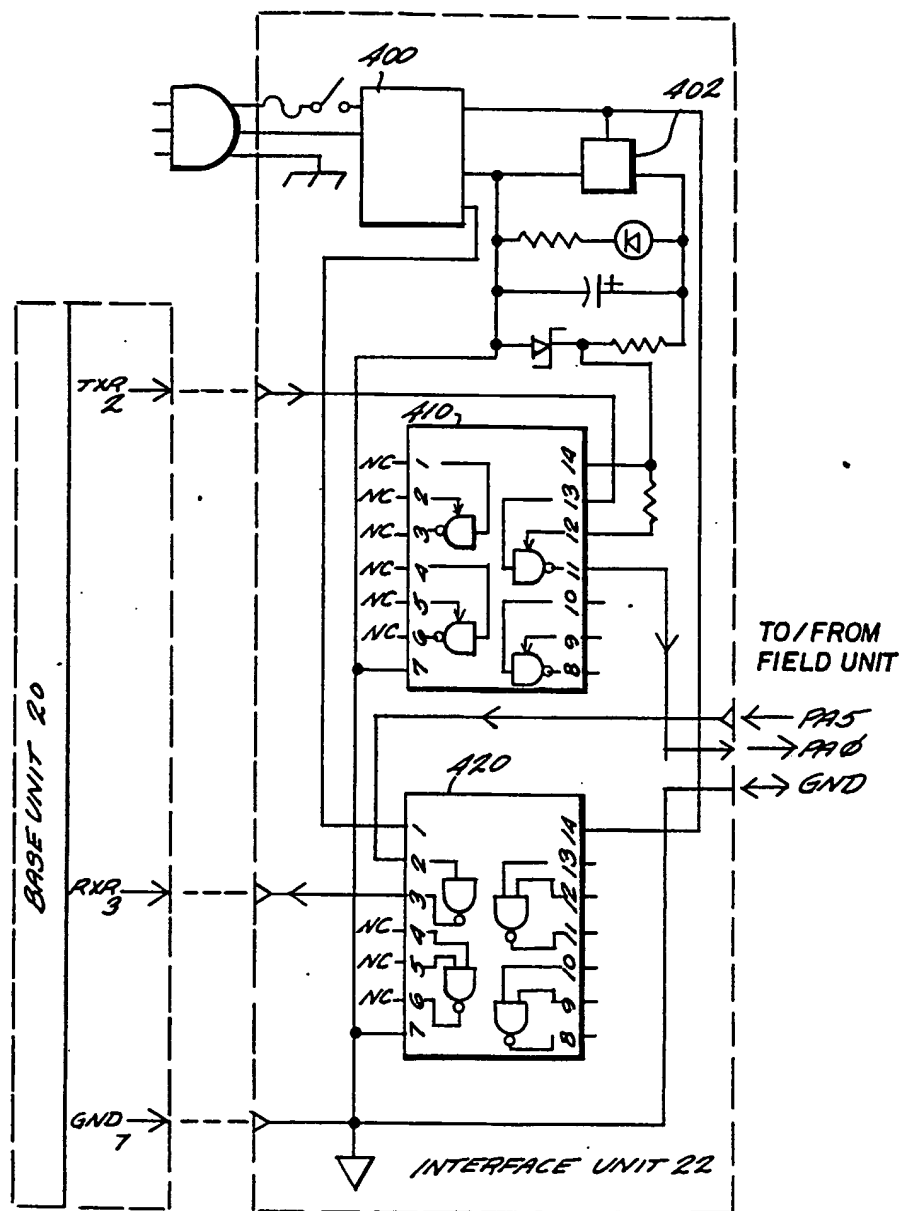 400
402
TXR
2
410
NC 1
NC 2
NC 3
NC 4
NC 5
NC 6
7
14
13
12
11
10
9
8
TO/FROM
FIELD UNIT
PA5
PAØ
GND
BASE UNIT 20
420
RXR
3
1
2
3
NC 4
NC 5
NC 6
7
14
13
12
11
10
9
8
GND
7
INTERFACE UNIT 22